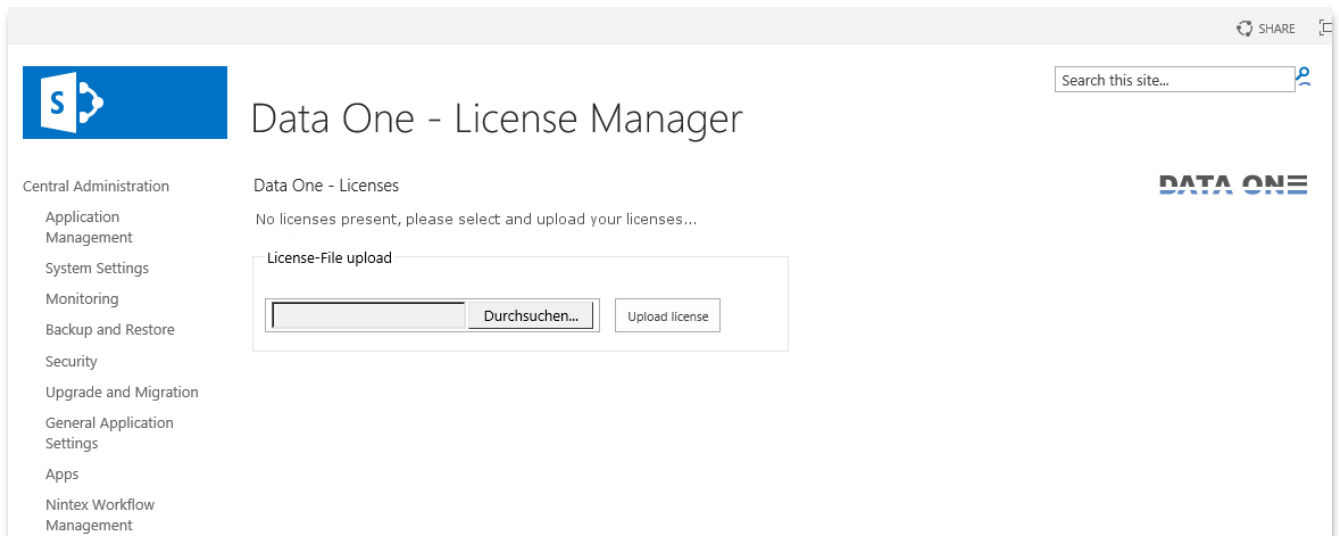 SHARE
Search this site...
S
Data One - License Manager
Central Administration
Data One - Licenses
DATA ONE
Application
Management
No licenses present, please select and upload your licenses...
System Settings
License-File upload
Monitoring
Durchsuchen...
Upload license
Backup and Restore
Security
Upgrade and Migration
General Application
Settings
Apps
Nintex Workflow
Management